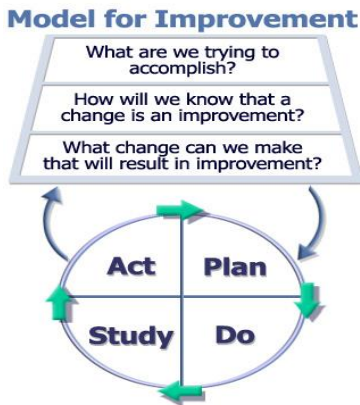 Model for Improvement
What are we trying to
accomplish?
How will we know that a
change is an improvement?
What change can we make
that will result in improvement?
Act
Plan
Study
Do